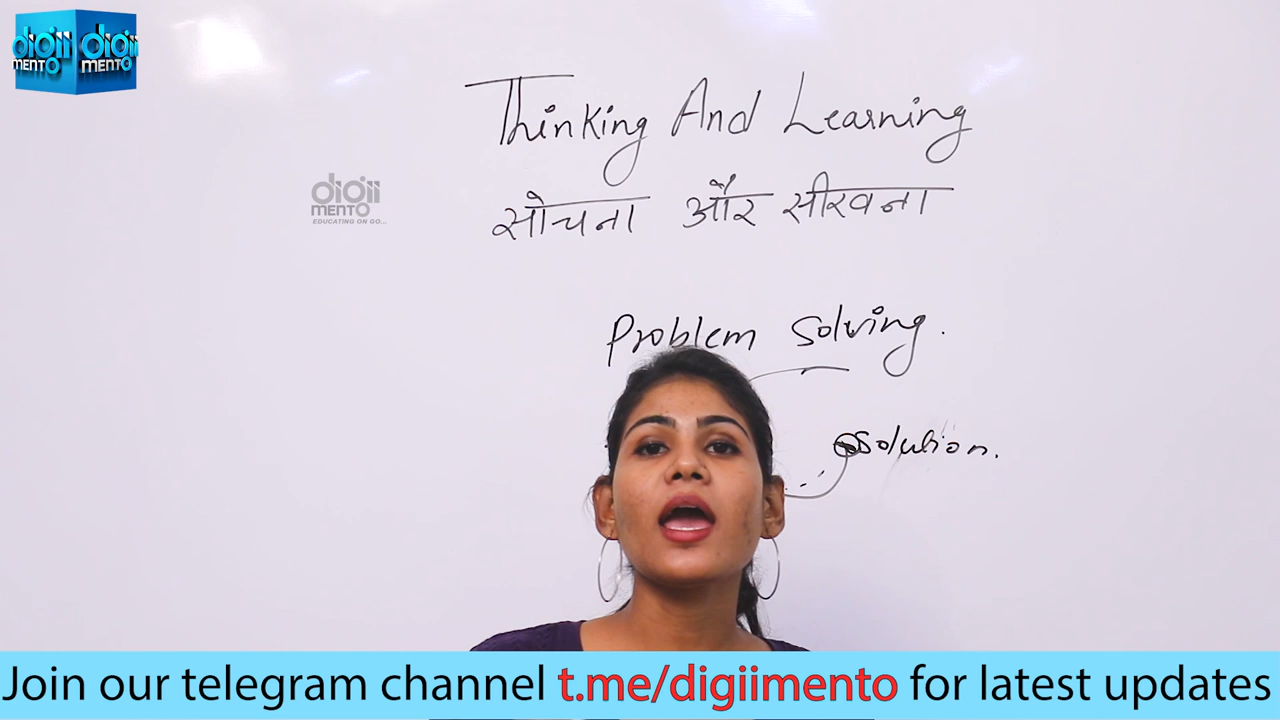 digii digii
MENTO MENTO
Thinking And Learning
digii
MENTO
EDUCATING ON GO...
सोचना और सीखना
Problem Solving.
Solution.
Join our telegram channel t.me/digiimento for latest updates